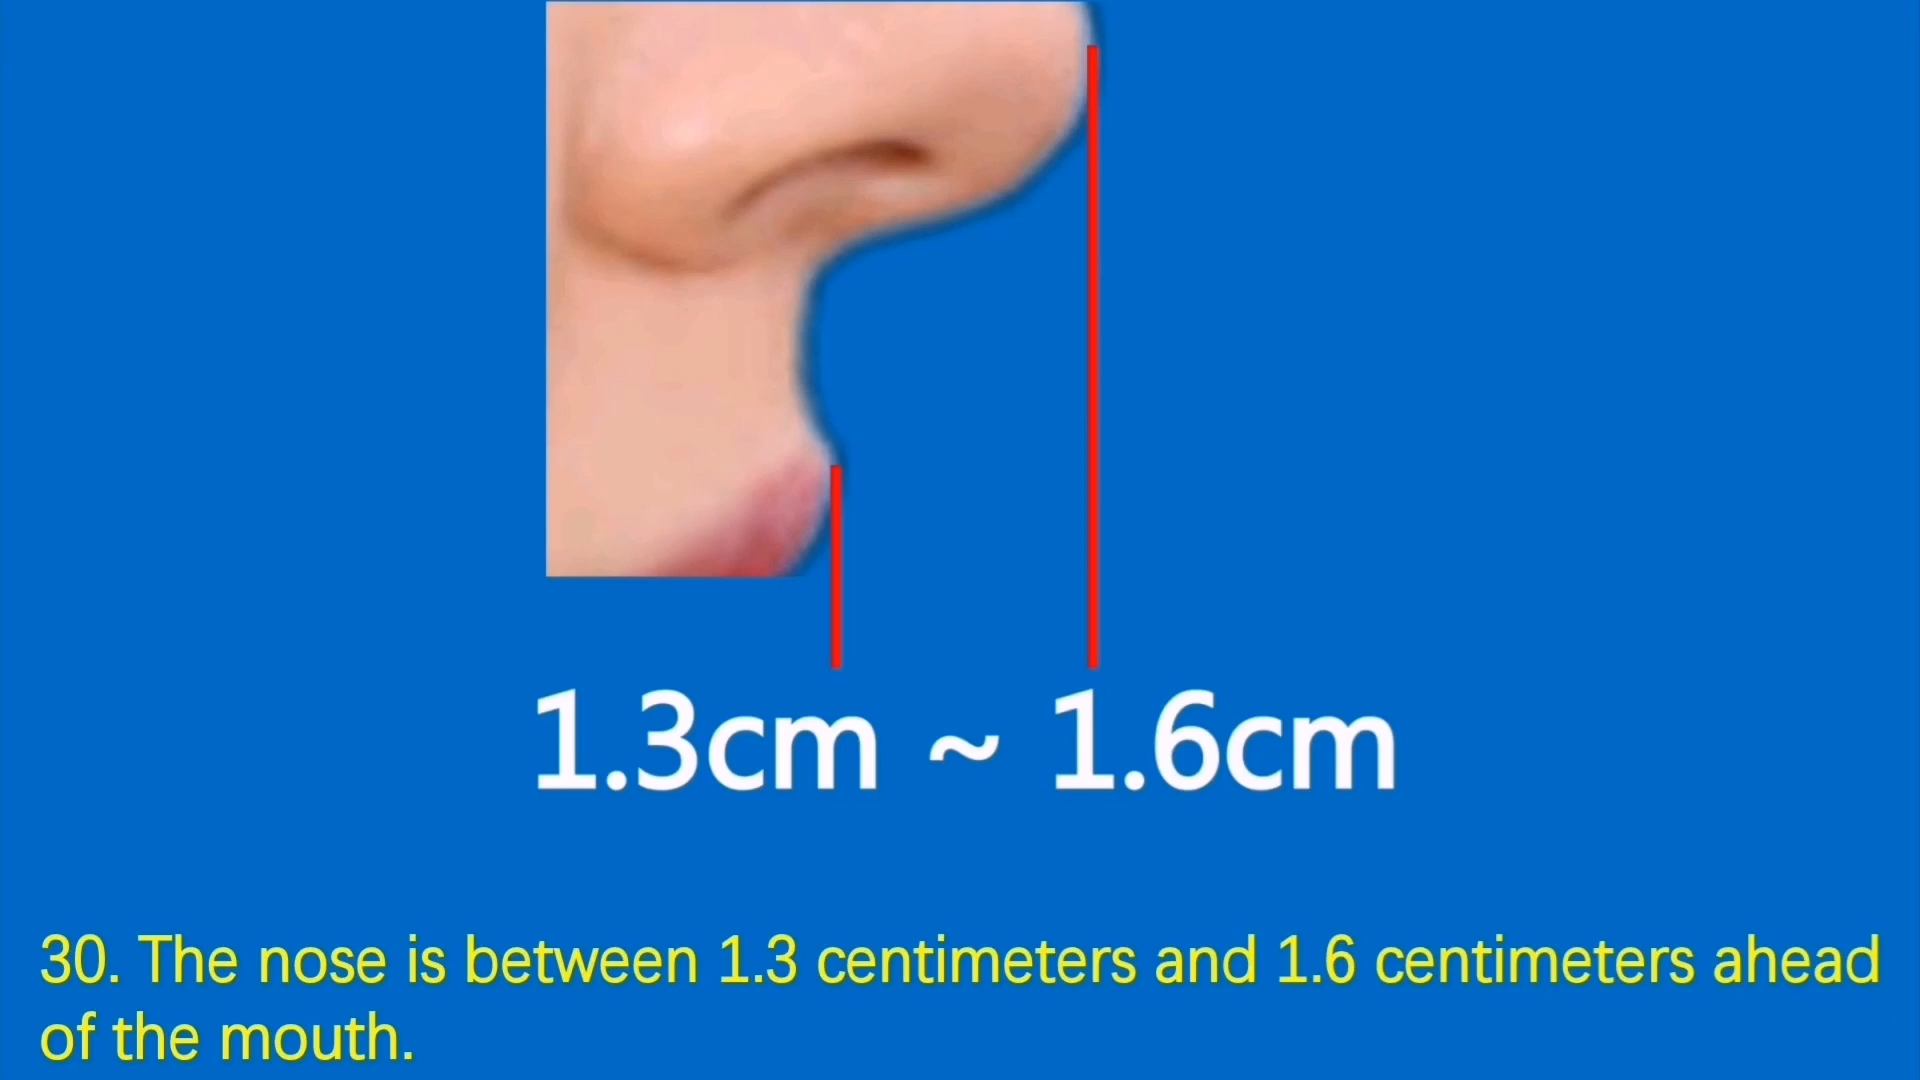 1.3cm ~ 1.6cm
30. The nose is between 1.3 centimeters and 1.6 centimeters ahead
of the mouth.